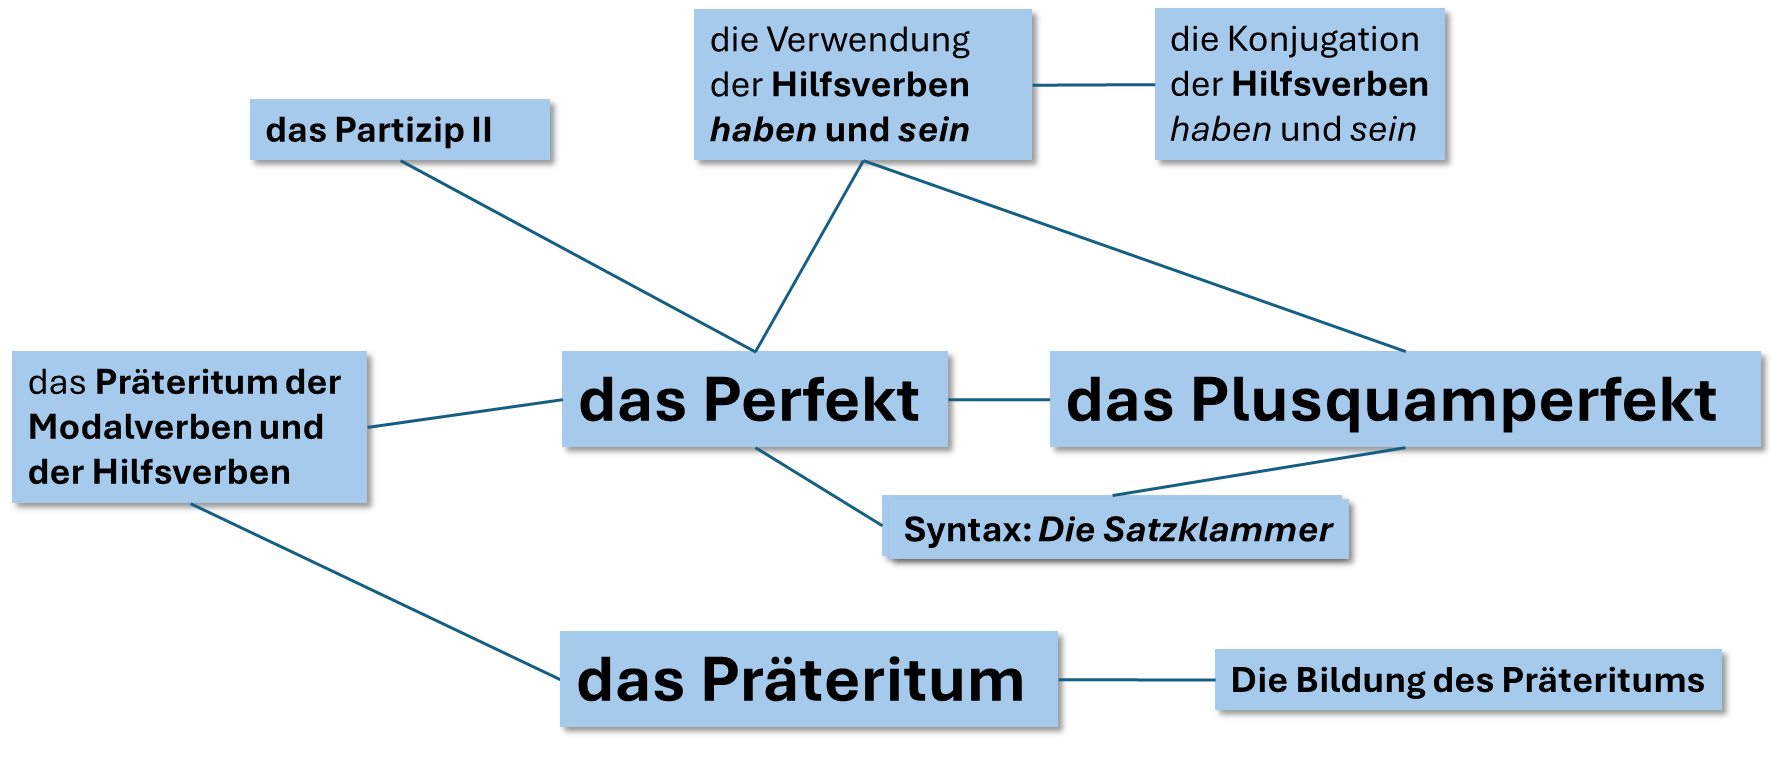 die Verwendung
der Hilfsverben
haben und sein
die Konjugation
der Hilfsverben
haben und sein
das Partizip II
das Präteritum der
Modalverben und
der Hilfsverben
das Perfekt
das Plusquamperfekt
Syntax: Die Satzklammer
das Präteritum
Die Bildung des Präteritums